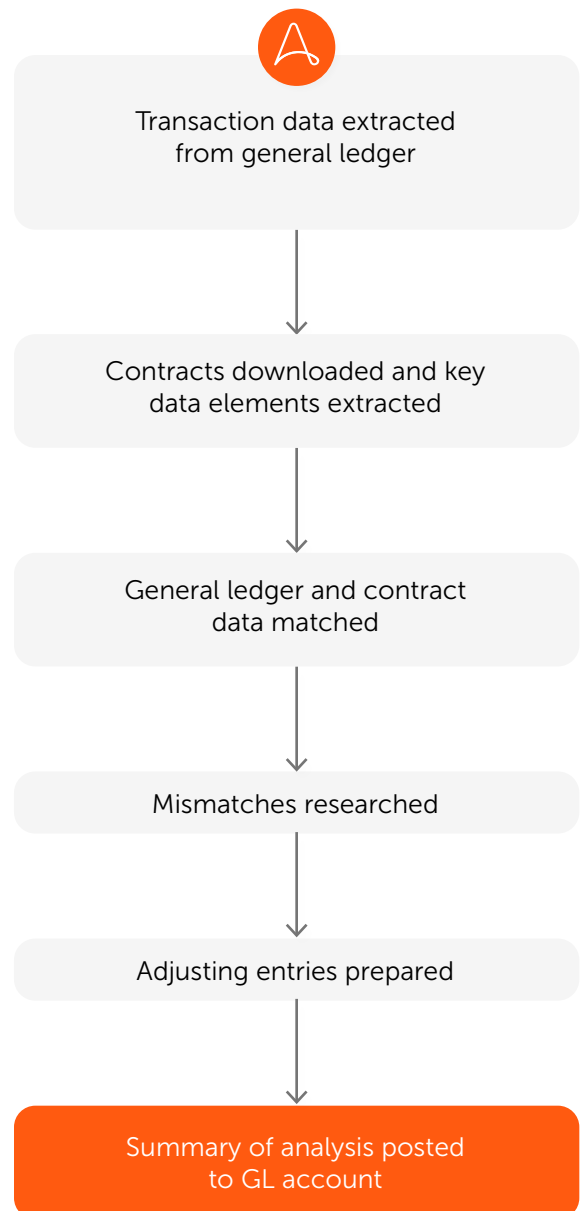 Transaction data extracted
from general ledger
Contracts downloaded and key
data elements extracted
General ledger and contract
data matched
Mismatches researched
Adjusting entries prepared
Summary of analysis posted
to GL account